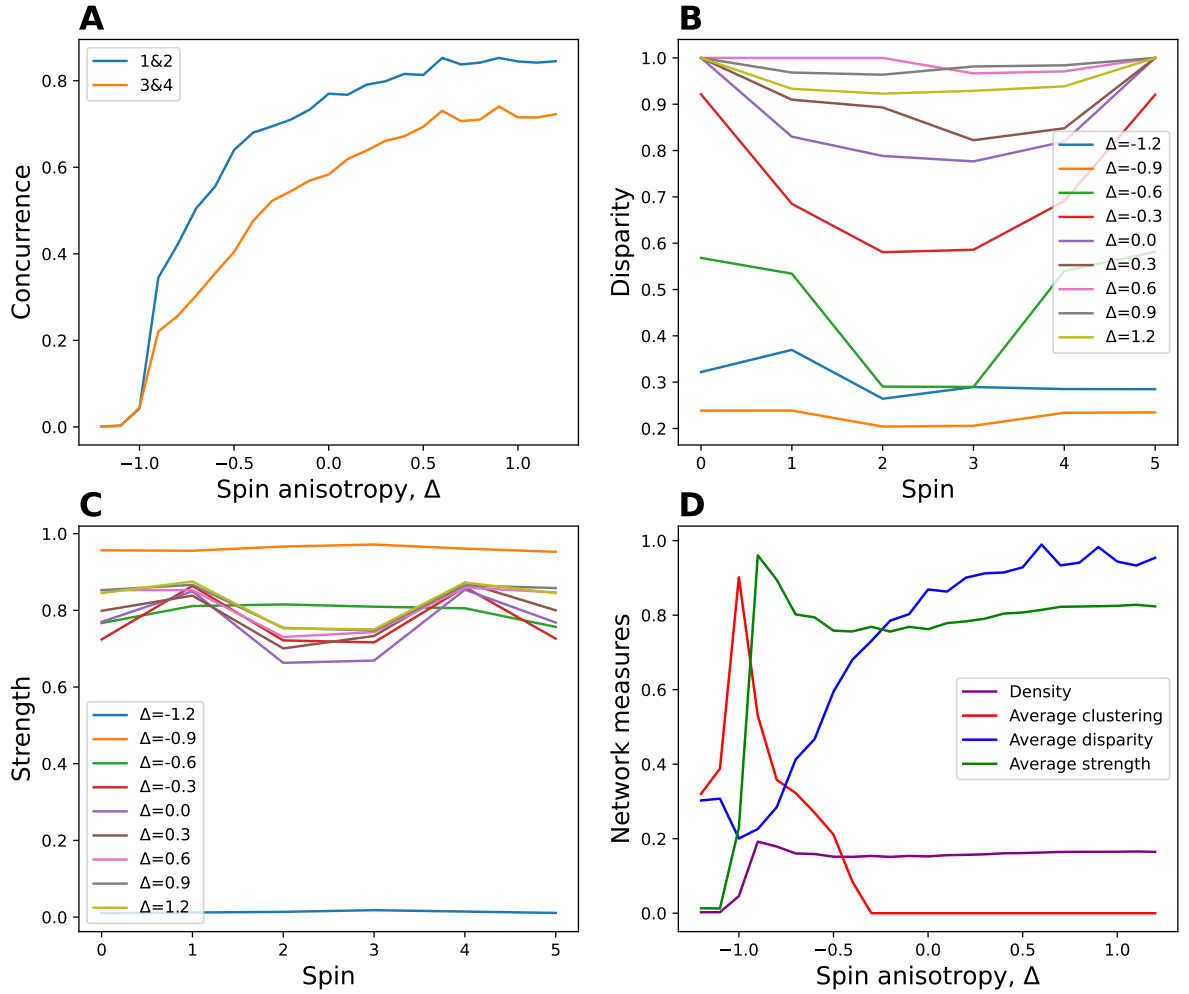 A
1&2
3&4
0.8
0.6
0.4
0.2
0.0
Concurrence
−1.0 −0.5 0.0 0.5 1.0
Spin anisotropy, Δ
B
1.0
0.9
0.8
0.7
0.6
0.5
0.4
0.3
0.2
Disparity
Δ=-1.2
Δ=-0.9
Δ=-0.6
Δ=-0.3
Δ=0.0
Δ=0.3
Δ=0.6
Δ=0.9
Δ=1.2
0 1 2 3 4 5
Spin
C
1.0
0.8
0.6
0.4
0.2
0.0
Strength
Δ=-1.2
Δ=-0.9
Δ=-0.6
Δ=-0.3
Δ=0.0
Δ=0.3
Δ=0.6
Δ=0.9
Δ=1.2
0 1 2 3 4 5
Spin
D
1.0
0.8
0.6
0.4
0.2
0.0
Network measures
Density
Average clustering
Average disparity
Average strength
−1.0 −0.5 0.0 0.5 1.0
Spin anisotropy, Δ